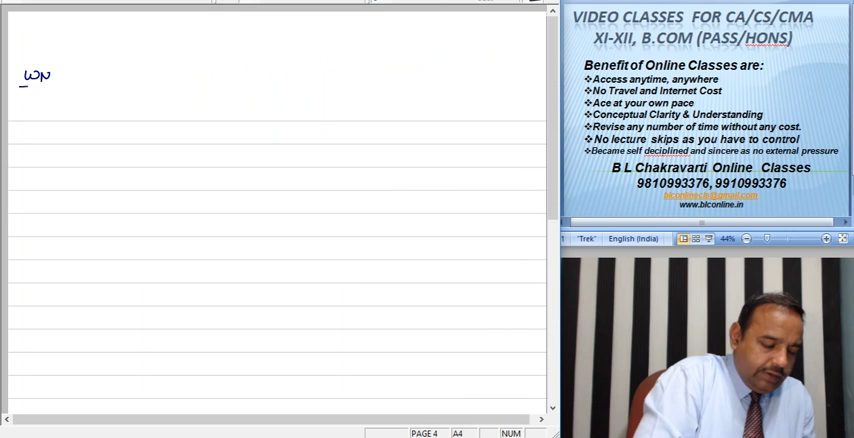 WN
PAGE 4 A4 NUM
VIDEO CLASSES FOR CA/CS/CMA
XI-XII, B.COM (PASS/HONS)
Benefit of Online Classes are:
❖Access anytime, anywhere
❖No Travel and Internet Cost
❖Ace at your own pace
❖Conceptual Clarity & Understanding
❖Revise any number of time without any cost.
❖No lecture skips as you have to control
❖Became self deciplined and sincere as no external pressure
B L Chakravarti Online Classes
9810993376, 9910993376
www.blconline.in
1 "Trek" English (India) 44%